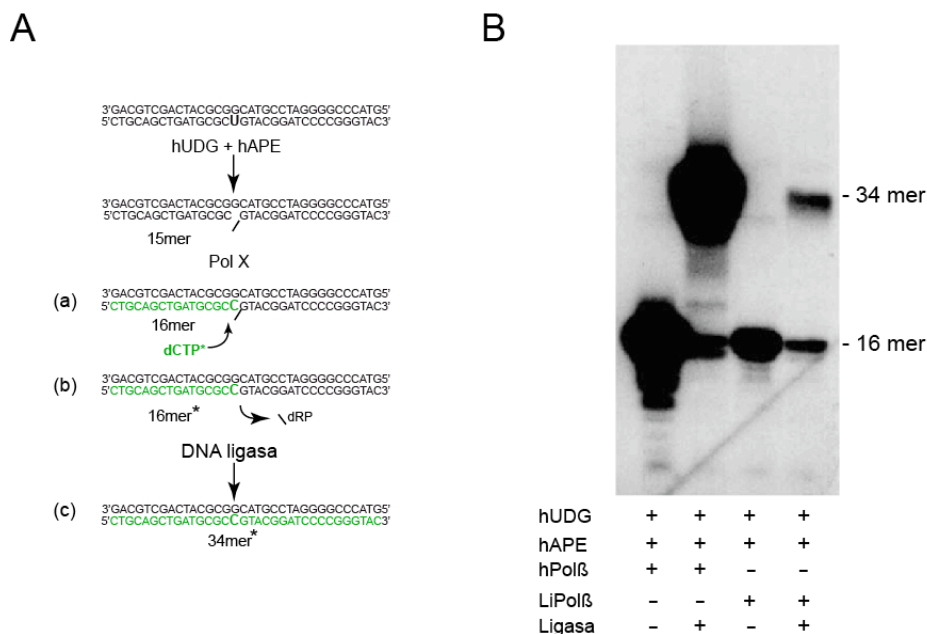 A
3'GACGTCGACTACGCGGCATGCCTAGGGGCCCATG5'
5'CTGCAGCTGATGCGCUGTACGGATCCCCGGGTAC3'
hUDG + hAPE
3'GACGTCGACTACGCGGCATGCCTAGGGGCCCATG5'
5'CTGCAGCTGATGCGC GTACGGATCCCCGGGTAC3'
15mer
Pol X
(a)
3'GACGTCGACTACGCGGCATGCCTAGGGGCCCATG5'
5'CTGCAGCTGATGCGCCGTACGGATCCCCGGGTAC3'
16mer
dCTP*
(b)
3'GACGTCGACTACGCGGCATGCCTAGGGGCCCATG5'
5'CTGCAGCTGATGCGCCGTACGGATCCCCGGGTAC3'
16mer*
dRP
DNA ligasa
(c)
3'GACGTCGACTACGCGGCATGCCTAGGGGCCCATG5'
5'CTGCAGCTGATGCGCCGTACGGATCCCCGGGTAC3'
34mer*
B
- 34 mer
- 16 mer
hUDG + + + +
hAPE + + + +
hPolß + + – –
LiPolß – – + +
Ligasa – + – +